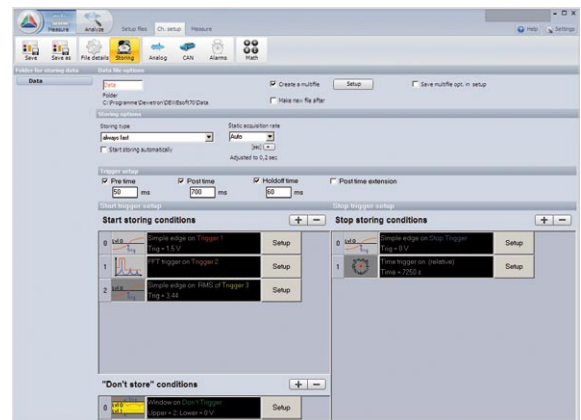 Measure
Analyze
Setup files
Ch. setup
Measure
Help
Settings
Save
Save as
File details
Storing
Analog
CAN
Alarms
Math
Folder for storing data
Data
Data file options
Data
Folder
C:\Programme\Dewetron\DEWEsoft70\Data
Create a multifile
Setup
Save multifile opt. in setup
Make new file after
Storing options
Storing type
always fast
Start storing automatically
Static acquisition rate
Auto
[sec]
Adjusted to 0,2 sec
Trigger setup
Pre time
50 ms
Post time
700 ms
Holdoff time
60 ms
Post time extension
Start trigger setup
Start storing conditions
+ −
0 Simple edge on Trigger 1
Trig = 1,5 V
Setup
1 FFT trigger on Trigger 2
Setup
2 Simple edge on RMS of Trigger 3
Trig = 3,44
Setup
"Don't store" conditions
+ −
0 Window on Don't Trigger
Upper = 2; Lower = 0 V
Setup
Stop trigger setup
Stop storing conditions
+ −
0 Simple edge on Stop Trigger
Trig = 0 V
Setup
1 Time trigger on (relative)
Time = 7250 s
Setup